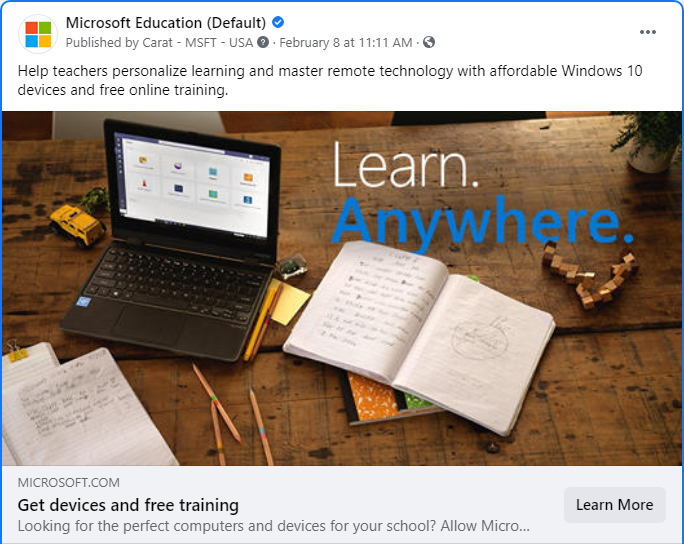 Microsoft Education (Default)
Published by Carat - MSFT - USA · February 8 at 11:11 AM ·
Help teachers personalize learning and master remote technology with affordable Windows 10
devices and free online training.
Learn.
Anywhere.
MICROSOFT.COM
Get devices and free training
Learn More
Looking for the perfect computers and devices for your school? Allow Micro...